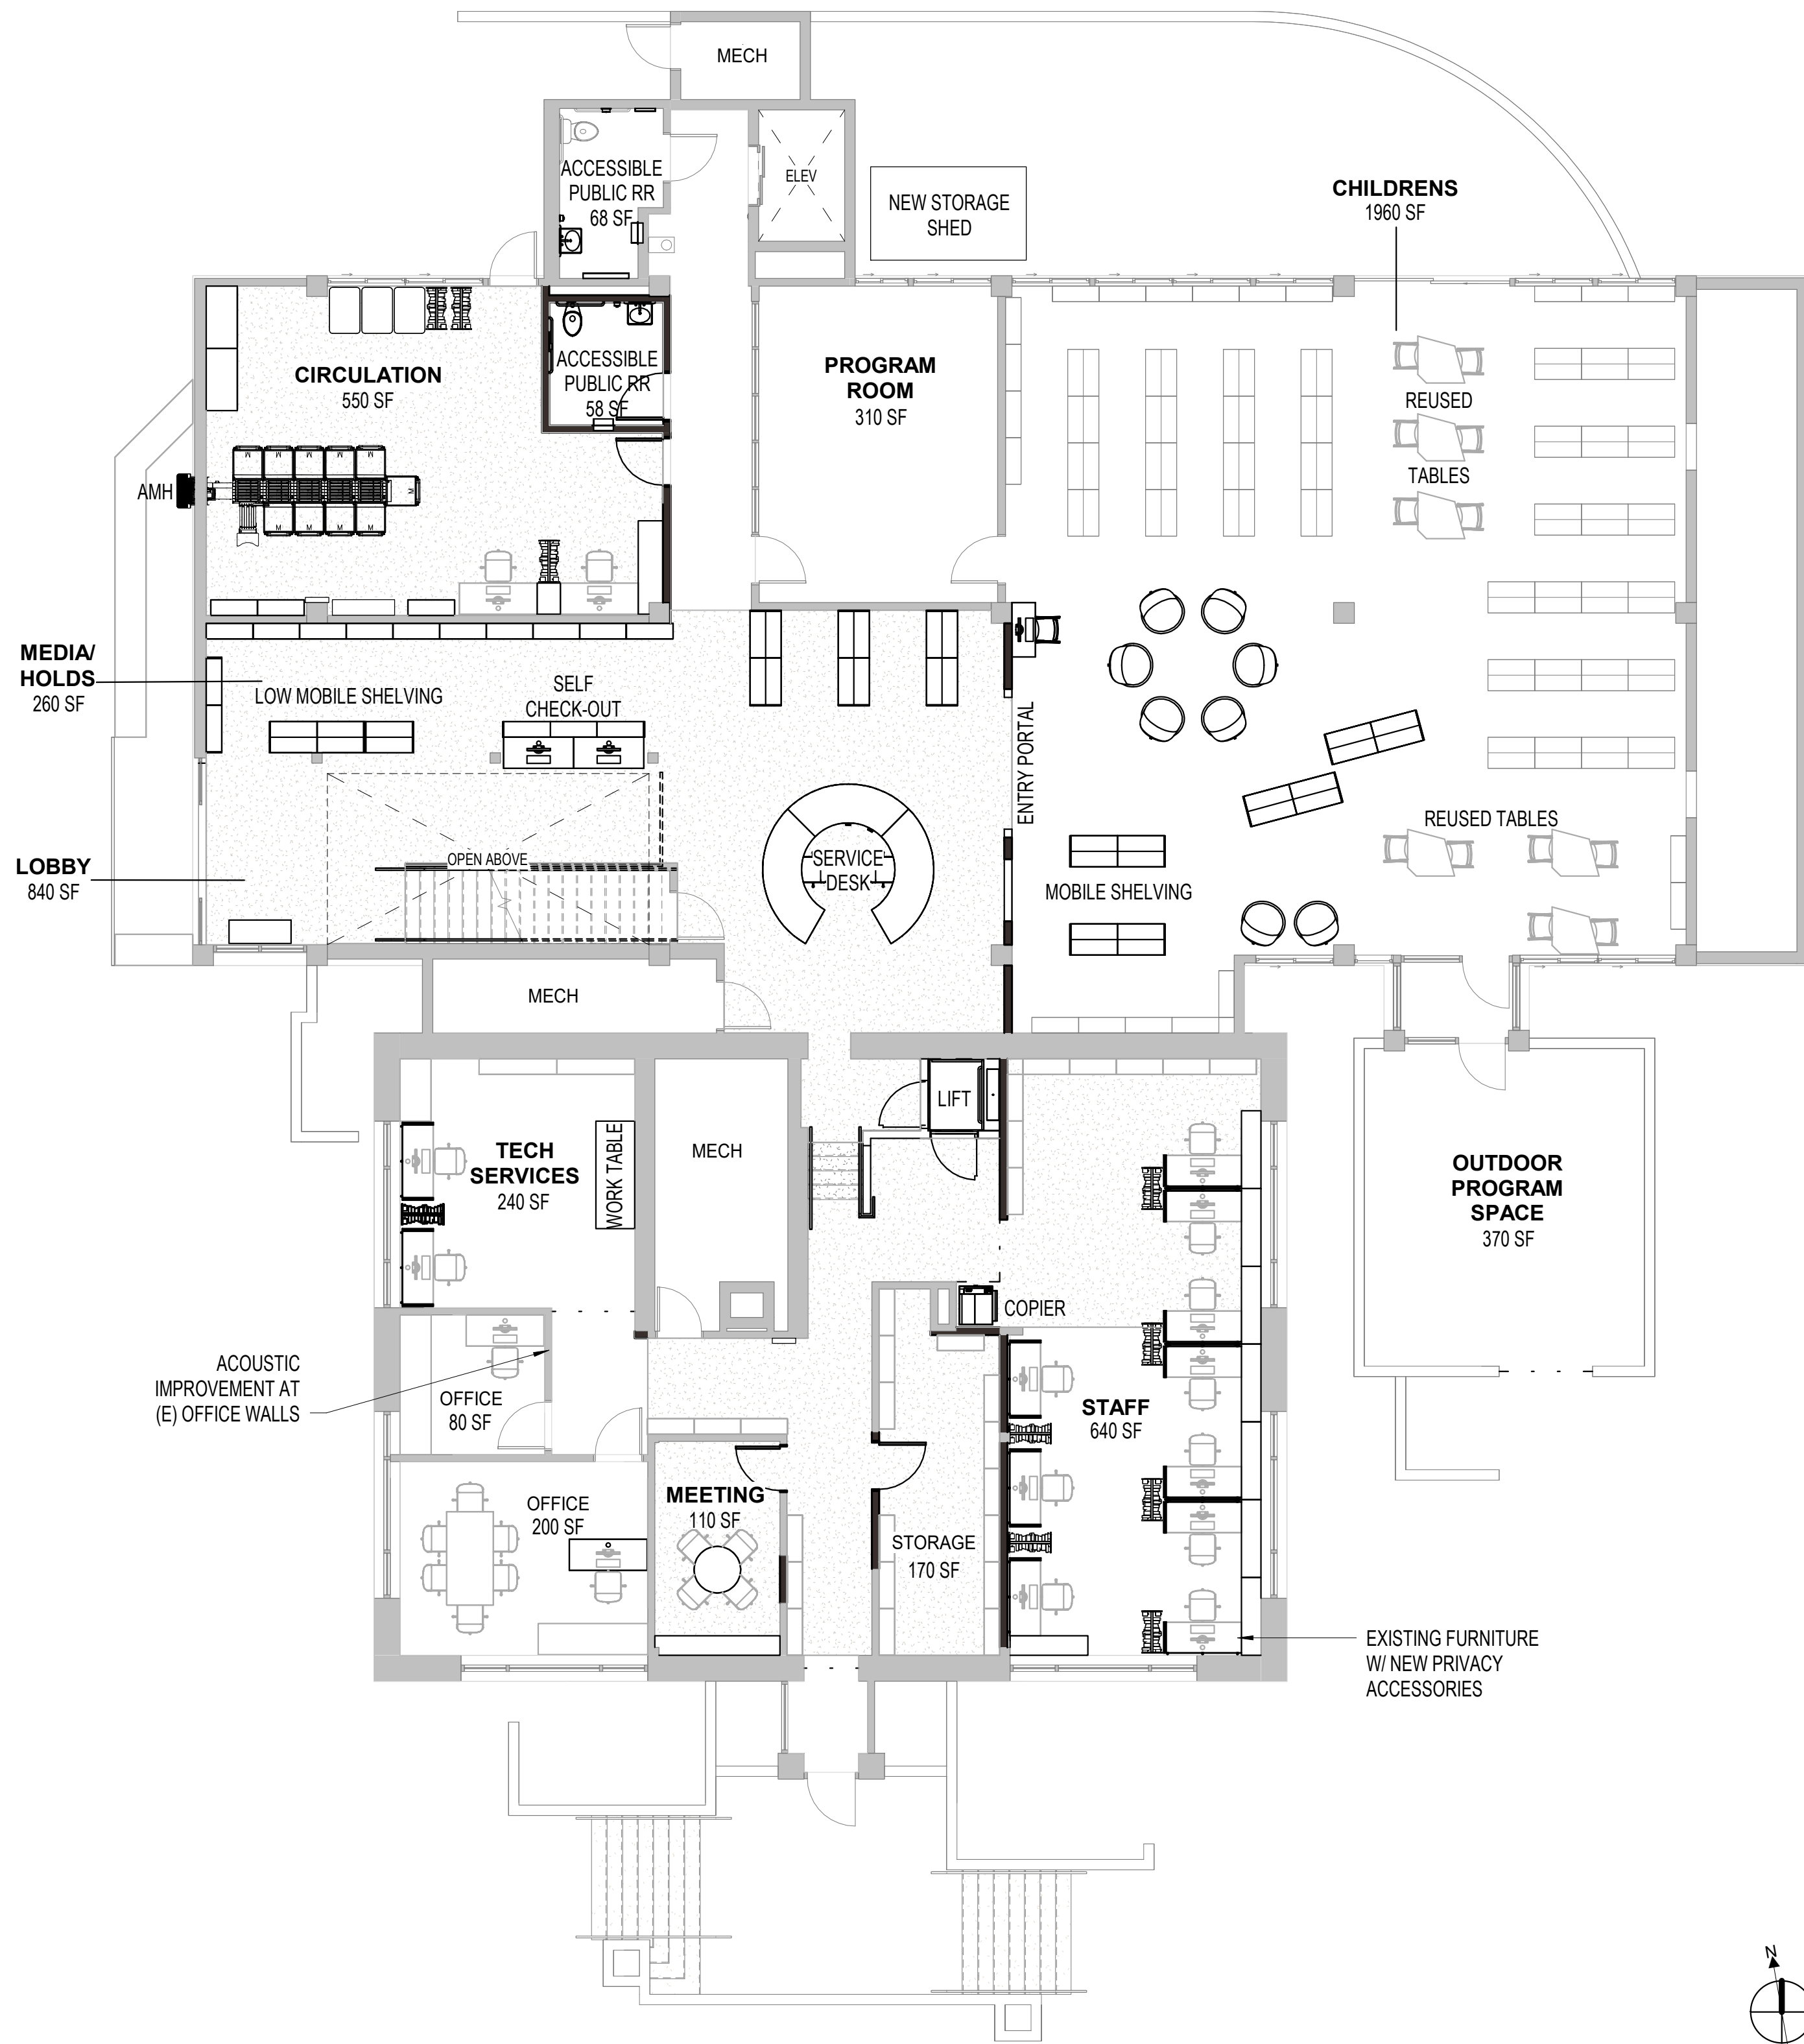 MECH
ACCESSIBLE
PUBLIC RR
68 SF
ELEV
NEW STORAGE
SHED
CHILDRENS
1960 SF
CIRCULATION
550 SF
ACCESSIBLE
PUBLIC RR
58 SF
PROGRAM
ROOM
310 SF
REUSED
TABLES
AMH
M M M M M
M
M M M M
MEDIA/
HOLDS
260 SF
LOW MOBILE SHELVING
SELF
CHECK-OUT
ENTRY PORTAL
LOBBY
840 SF
OPEN ABOVE
SERVICE
DESK
MOBILE SHELVING
REUSED TABLES
MECH
LIFT
TECH
SERVICES
240 SF
WORK TABLE
MECH
OUTDOOR
PROGRAM
SPACE
370 SF
COPIER
ACOUSTIC
IMPROVEMENT AT
(E) OFFICE WALLS
OFFICE
80 SF
STAFF
640 SF
OFFICE
200 SF
MEETING
110 SF
STORAGE
170 SF
EXISTING FURNITURE
W/ NEW PRIVACY
ACCESSORIES
N